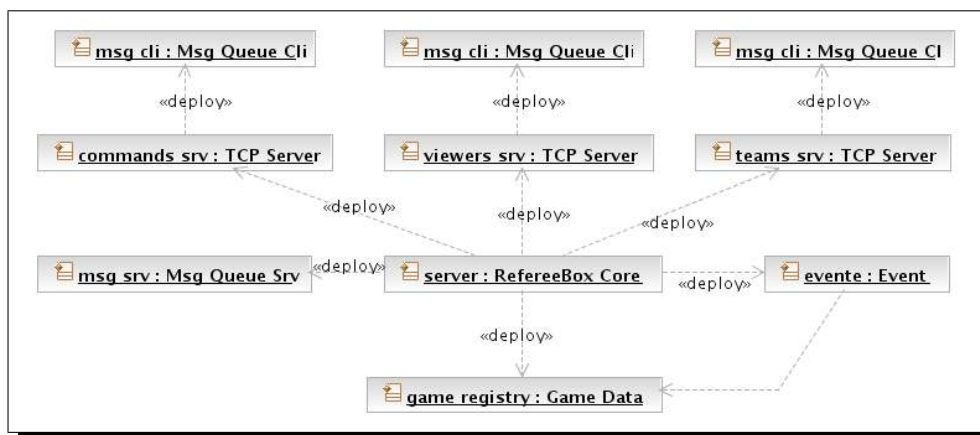 msg cli : Msg Queue Cli
msg cli : Msg Queue Cli
msg cli : Msg Queue Cl
«deploy»
«deploy»
«deploy»
commands srv : TCP Server
viewers srv : TCP Server
teams srv : TCP Server
«deploy»
«deploy»
«deploy»
msg srv : Msg Queue Srv
«deploy»
server : RefereeBox Core
«deploy»
evente : Event
«deploy»
game registry : Game Data